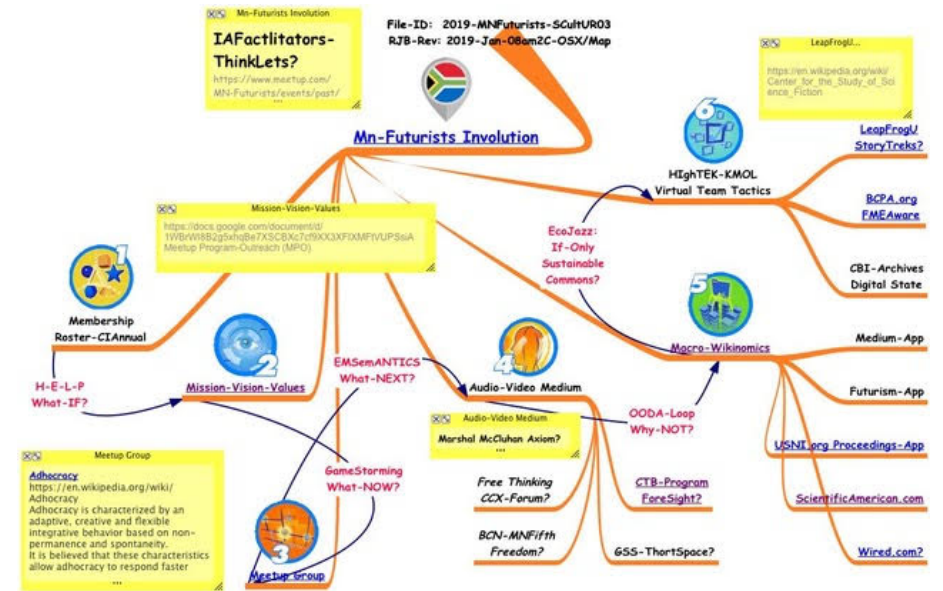 Mn-Futurists Involution
IAFactlitators-
ThinkLets?
https://www.meetup.com/
MN-Futurists/events/past/
...
File-ID: 2019-MNFuturists-SCultUR03
RJB-Rev: 2019-Jan-08am2C-OSX/Map
Mn-Futurists Involution
LeapFrogU...
https://en.wikipedia.org/wiki/
Center_for_the_Study_of_Sci
ence_Fiction
6
HIghTEK-KMOL
Virtual Team Tactics
LeapFrogU
StoryTreks?
BCPA.org
FMEAware
CBI-Archives
Digital State
Mission-Vision-Values
https://docs.google.com/document/d/
Meetup Program-Outreach (MPO)
EcoJazz:
If-Only
Sustainable
Commons?
1
Membership
Roster-CIAnnual
H-E-L-P
What-IF?
2
Mission-Vision-Values
EMSemANTICS
What-NEXT?
4
Audio-Video Medium
Audio-Video Medium
Marshal McCluhan Axiom?
...
OODA-Loop
Why-NOT?
5
Macro-Wikinomics
Medium-App
Futurism-App
USNI.org Proceedings-App
ScientificAmerican.com
Wired.com?
Free Thinking
CCX-Forum?
BCN-MNFifth
Freedom?
CTB-Program
ForeSight?
GSS-ThortSpace?
GameStorming
What-NOW?
3
Meetup Group
Meetup Group
Adhocracy
https://en.wikipedia.org/wiki/
Adhocracy
Adhocracy is characterized by an
adaptive, creative and flexible
integrative behavior based on non-
permanence and spontaneity.
It is believed that these characteristics
allow adhocracy to respond faster
...